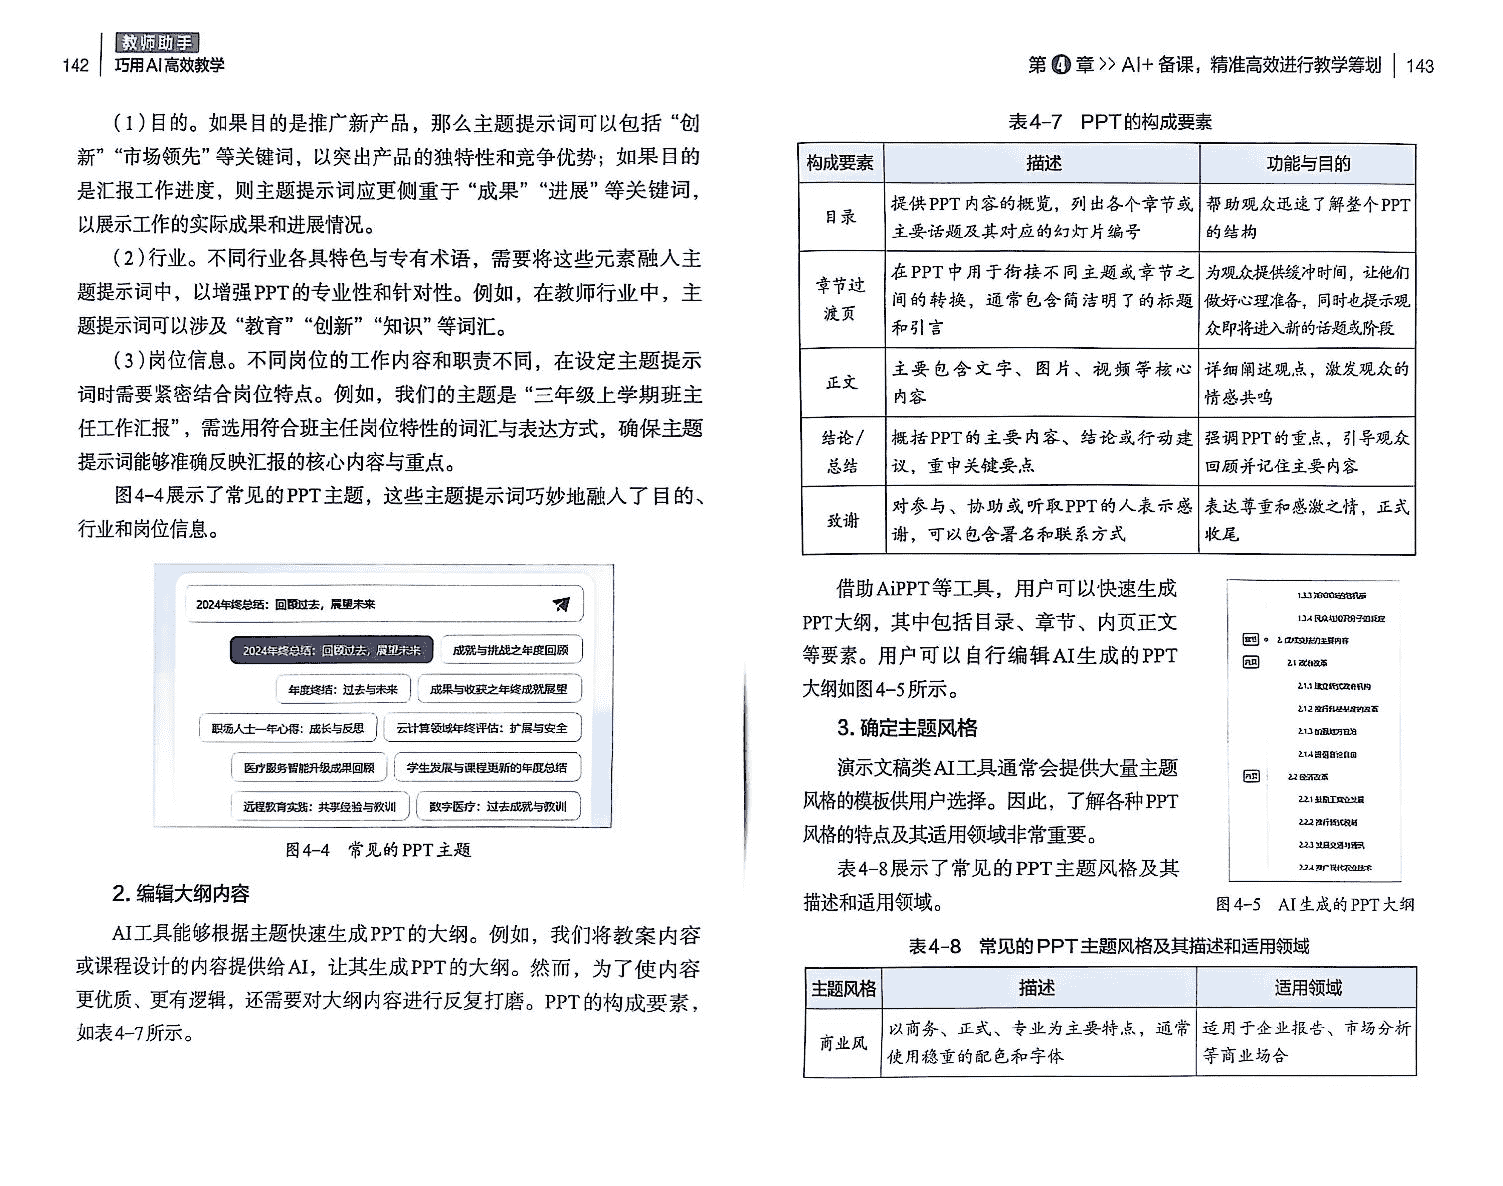 142
教师助手
巧用AI高效教学
(1)目的。如果目的是推广新产品，那么主题提示词可以包括“创
新”“市场领先”等关键词，以突出产品的独特性和竞争优势；如果目的
是汇报工作进度，则主题提示词应更侧重于“成果”“进展”等关键词，
以展示工作的实际成果和进展情况。
(2)行业。不同行业各具特色与专有术语，需要将这些元素融入主
题提示词中，以增强PPT的专业性和针对性。例如，在教师行业中，主
题提示词可以涉及“教育”“创新”“知识”等词汇。
(3)岗位信息。不同岗位的工作内容和职责不同，在设定主题提示
词时需要紧密结合岗位特点。例如，我们的主题是“三年级上学期班主
任工作汇报”，需选用符合班主任岗位特性的词汇与表达方式，确保主题
提示词能够准确反映汇报的核心内容与重点。
图4-4展示了常见的PPT主题，这些主题提示词巧妙地融入了目的、
行业和岗位信息。
2024年终总结：回顾过去，展望未来
2024年终总结：回顾过去，展望未来
成就与挑战之年度回顾
年度终结：过去与未来
成果与收获之年终成就展望
职场人士一年心得：成长与反思
云计算领域年终评估：扩展与安全
医疗服务智能升级成果回顾
学生发展与课程更新的年度总结
远程教育实践：共享经验与教训
数字医疗：过去成就与教训
图4-4 常见的PPT主题
2. 编辑大纲内容
AI工具能够根据主题快速生成PPT的大纲。例如，我们将教案内容
或课程设计的内容提供给AI，让其生成PPT的大纲。然而，为了使内容
更优质、更有逻辑，还需要对大纲内容进行反复打磨。PPT的构成要素，
如表4-7所示。
第4章 >> AI+ 备课，精准高效进行教学筹划
143
表4-7 PPT的构成要素
构成要素 描述 功能与目的
目录
提供PPT内容的概览，列出各个章节或
主要话题及其对应的幻灯片编号
帮助观众迅速了解整个PPT
的结构
章节过
渡页
在PPT中用于衔接不同主题或章节之
间的转换，通常包含简洁明了的标题
和引言
为观众提供缓冲时间，让他们
做好心理准备，同时也提示观
众即将进入新的话题或阶段
正文
主要包含文字、图片、视频等核心
内容
详细阐述观点，激发观众的
情感共鸣
结论/
总结
概括PPT的主要内容、结论或行动建
议，重申关键要点
强调PPT的重点，引导观众
回顾并记住主要内容
致谢
对参与、协助或听取PPT的人表示感
谢，可以包含署名和联系方式
表达尊重和感激之情，正式
收尾
借助AiPPT等工具，用户可以快速生成
PPT大纲，其中包括目录、章节、内页正文
等要素。用户可以自行编辑AI生成的PPT
大纲如图4-5所示。
3. 确定主题风格
演示文稿类AI工具通常会提供大量主题
风格的模板供用户选择。因此，了解各种PPT
风格的特点及其适用领域非常重要。
表4-8展示了常见的PPT主题风格及其
描述和适用领域。
1.3.3
1.3.4
章节
2.
内页
2.1 政治改革
2.1.1
2.1.2
2.1.3
2.1.4
内页
2.2 经济改革
2.2.1
2.2.2
2.2.3
2.2.4
图4-5 AI生成的PPT大纲
表4-8 常见的PPT主题风格及其描述和适用领域
主题风格 描述 适用领域
商业风
以商务、正式、专业为主要特点，通常
使用稳重的配色和字体
适用于企业报告、市场分析
等商业场合